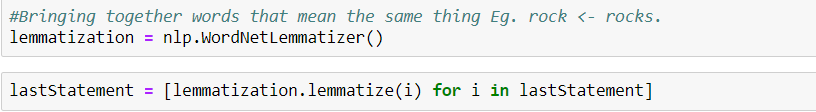 #Bringing together words that mean the same thing Eg. rock <- rocks.
lemmatization = nlp.WordNetLemmatizer()
lastStatement = [lemmatization.lemmatize(i) for i in lastStatement]